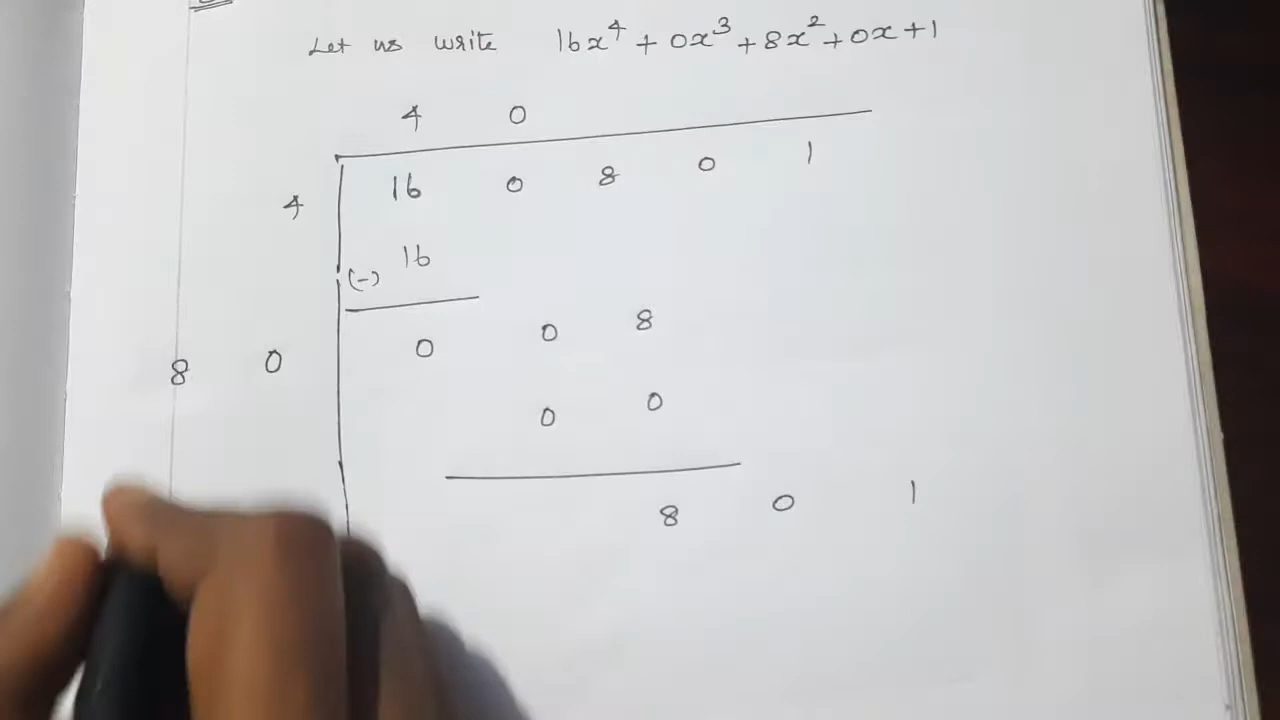 Let us write 16x⁴ + 0x³ + 8x² + 0x + 1
4 0
4 16 0 8 0 1
(-) 16
8 0 0 0 8
0 0
8 0 1